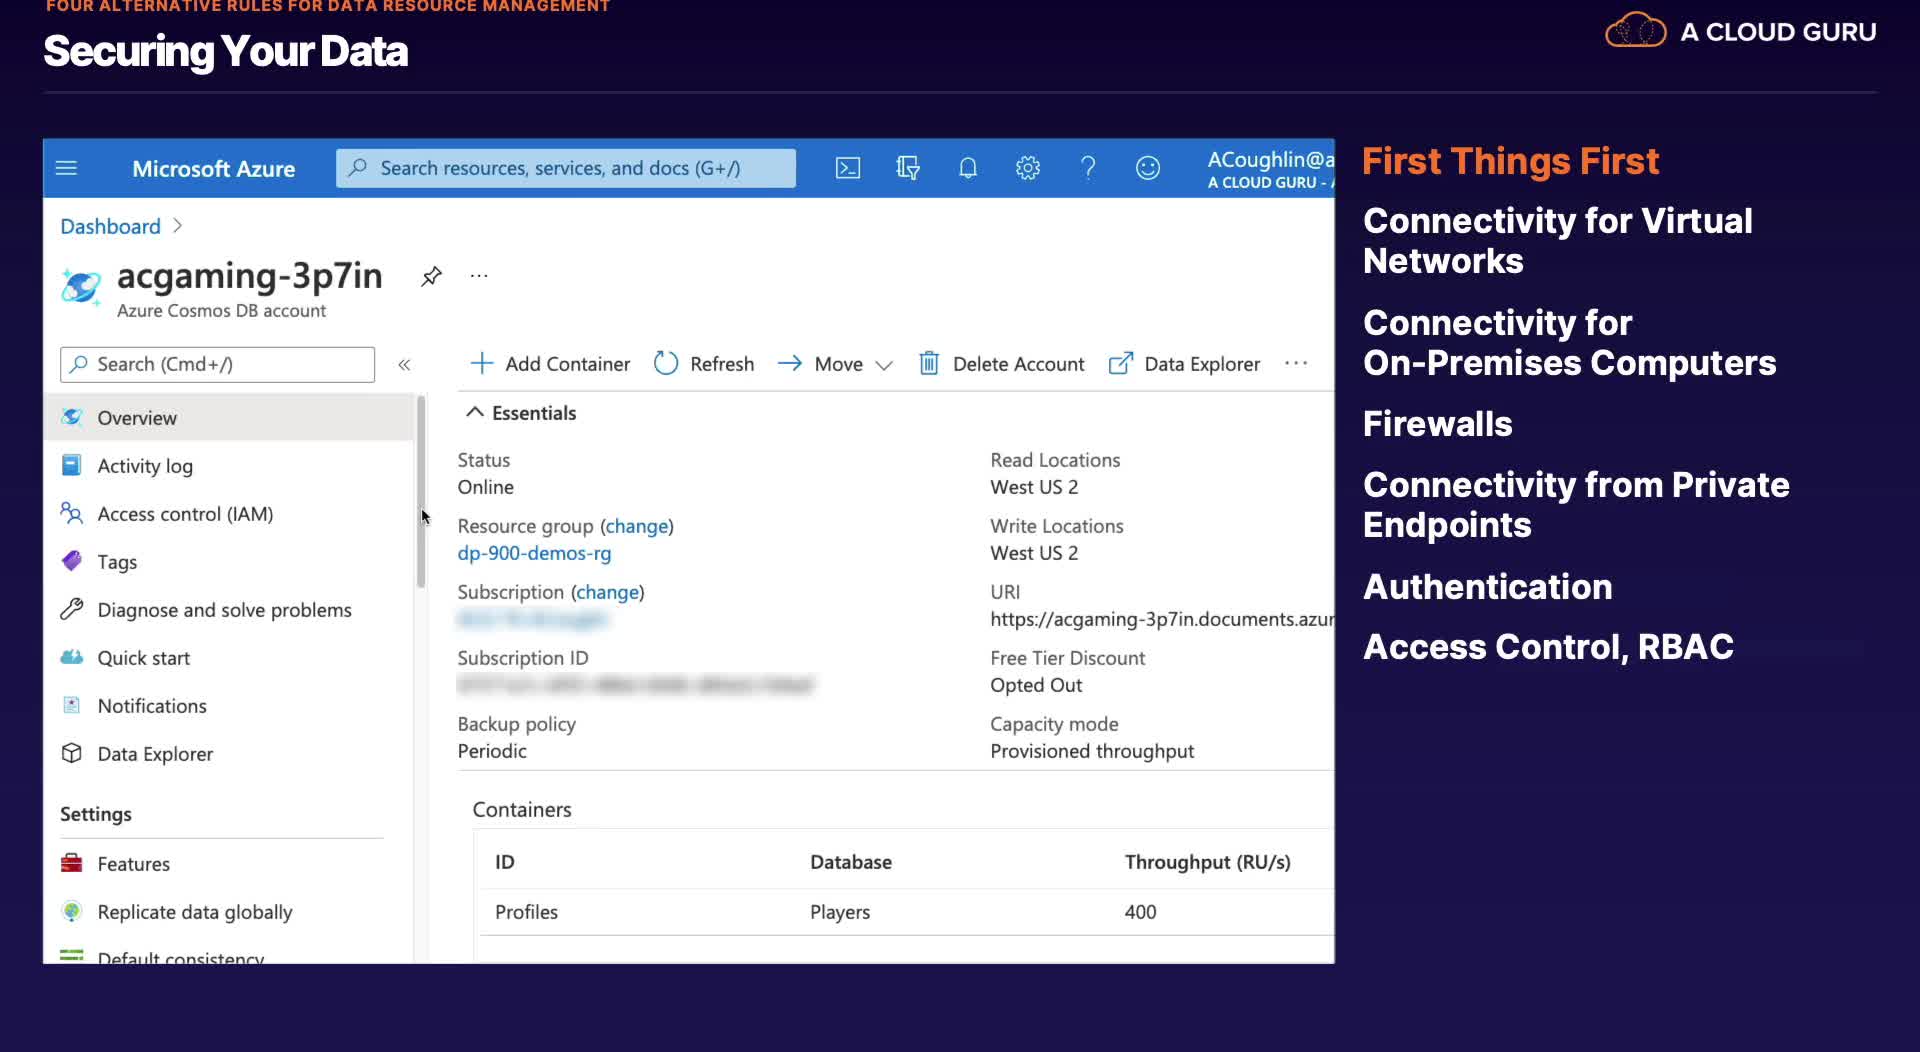 FOUR ALTERNATIVE RULES FOR DATA RESOURCE MANAGEMENT
Securing Your Data
A CLOUD GURU
Microsoft Azure
Search resources, services, and docs (G+/)
ACoughlin@a
A CLOUD GURU -
Dashboard
acgaming-3p7in
Azure Cosmos DB account
Search (Cmd+/)
Overview
Activity log
Access control (IAM)
Tags
Diagnose and solve problems
Quick start
Notifications
Data Explorer
Settings
Features
Replicate data globally
Default consistency
Add Container Refresh Move Delete Account Data Explorer
Essentials
Status
Online
Resource group (change)
dp-900-demos-rg
Subscription (change)
Subscription ID
Backup policy
Periodic
Read Locations
West US 2
Write Locations
West US 2
URI
https://acgaming-3p7in.documents.azur
Free Tier Discount
Opted Out
Capacity mode
Provisioned throughput
Containers
ID Database Throughput (RU/s)
Profiles Players 400
First Things First
Connectivity for Virtual
Networks
Connectivity for
On-Premises Computers
Firewalls
Connectivity from Private
Endpoints
Authentication
Access Control, RBAC